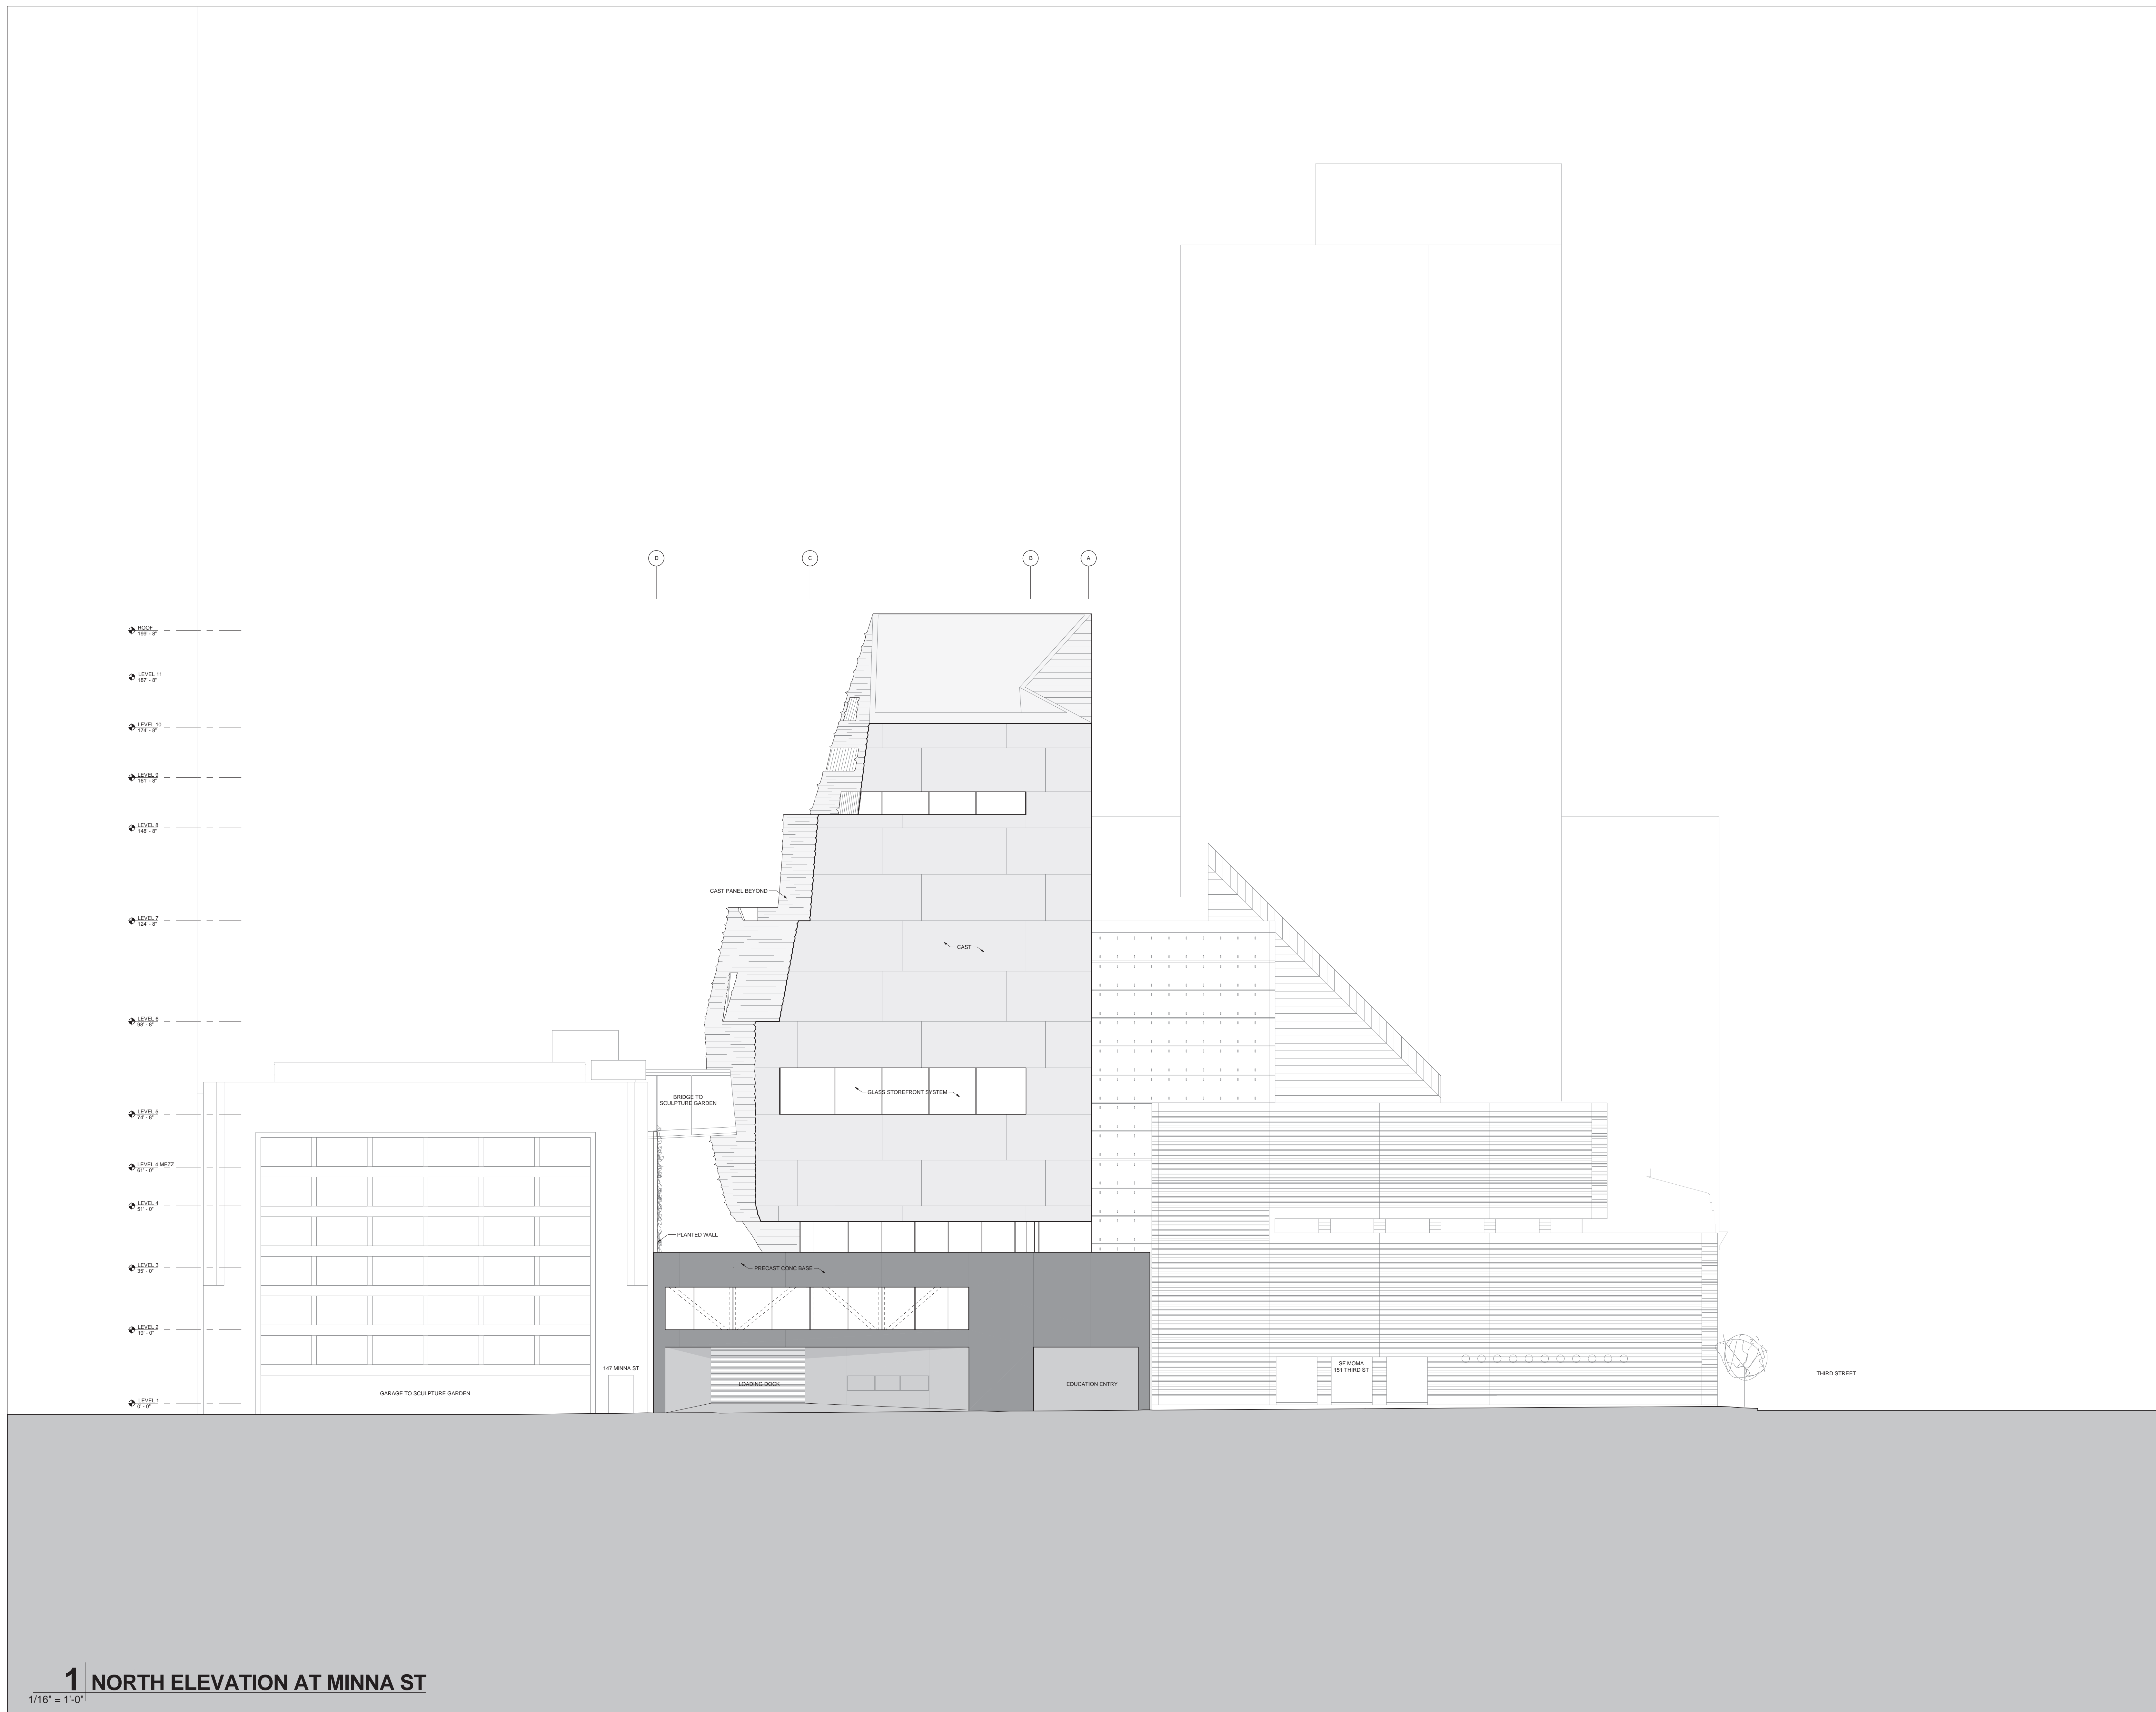 D
C
B
A
ROOF
199' - 8"
LEVEL 11
187' - 8"
LEVEL 10
174' - 8"
LEVEL 9
161' - 8"
LEVEL 8
148' - 8"
CAST PANEL BEYOND
LEVEL 7
124' - 8"
CAST
LEVEL 6
98' - 8"
GLASS STOREFRONT SYSTEM
BRIDGE TO
SCULPTURE GARDEN
LEVEL 5
74' - 8"
LEVEL 4 MEZZ
61' - 0"
LEVEL 4
51' - 0"
PLANTED WALL
LEVEL 3
35' - 0"
PRECAST CONC BASE
LEVEL 2
19' - 0"
147 MINNA ST
SF MOMA
151 THIRD ST
THIRD STREET
LOADING DOCK
EDUCATION ENTRY
GARAGE TO SCULPTURE GARDEN
LEVEL 1
0' - 0"
1 NORTH ELEVATION AT MINNA ST
1/16" = 1'-0"